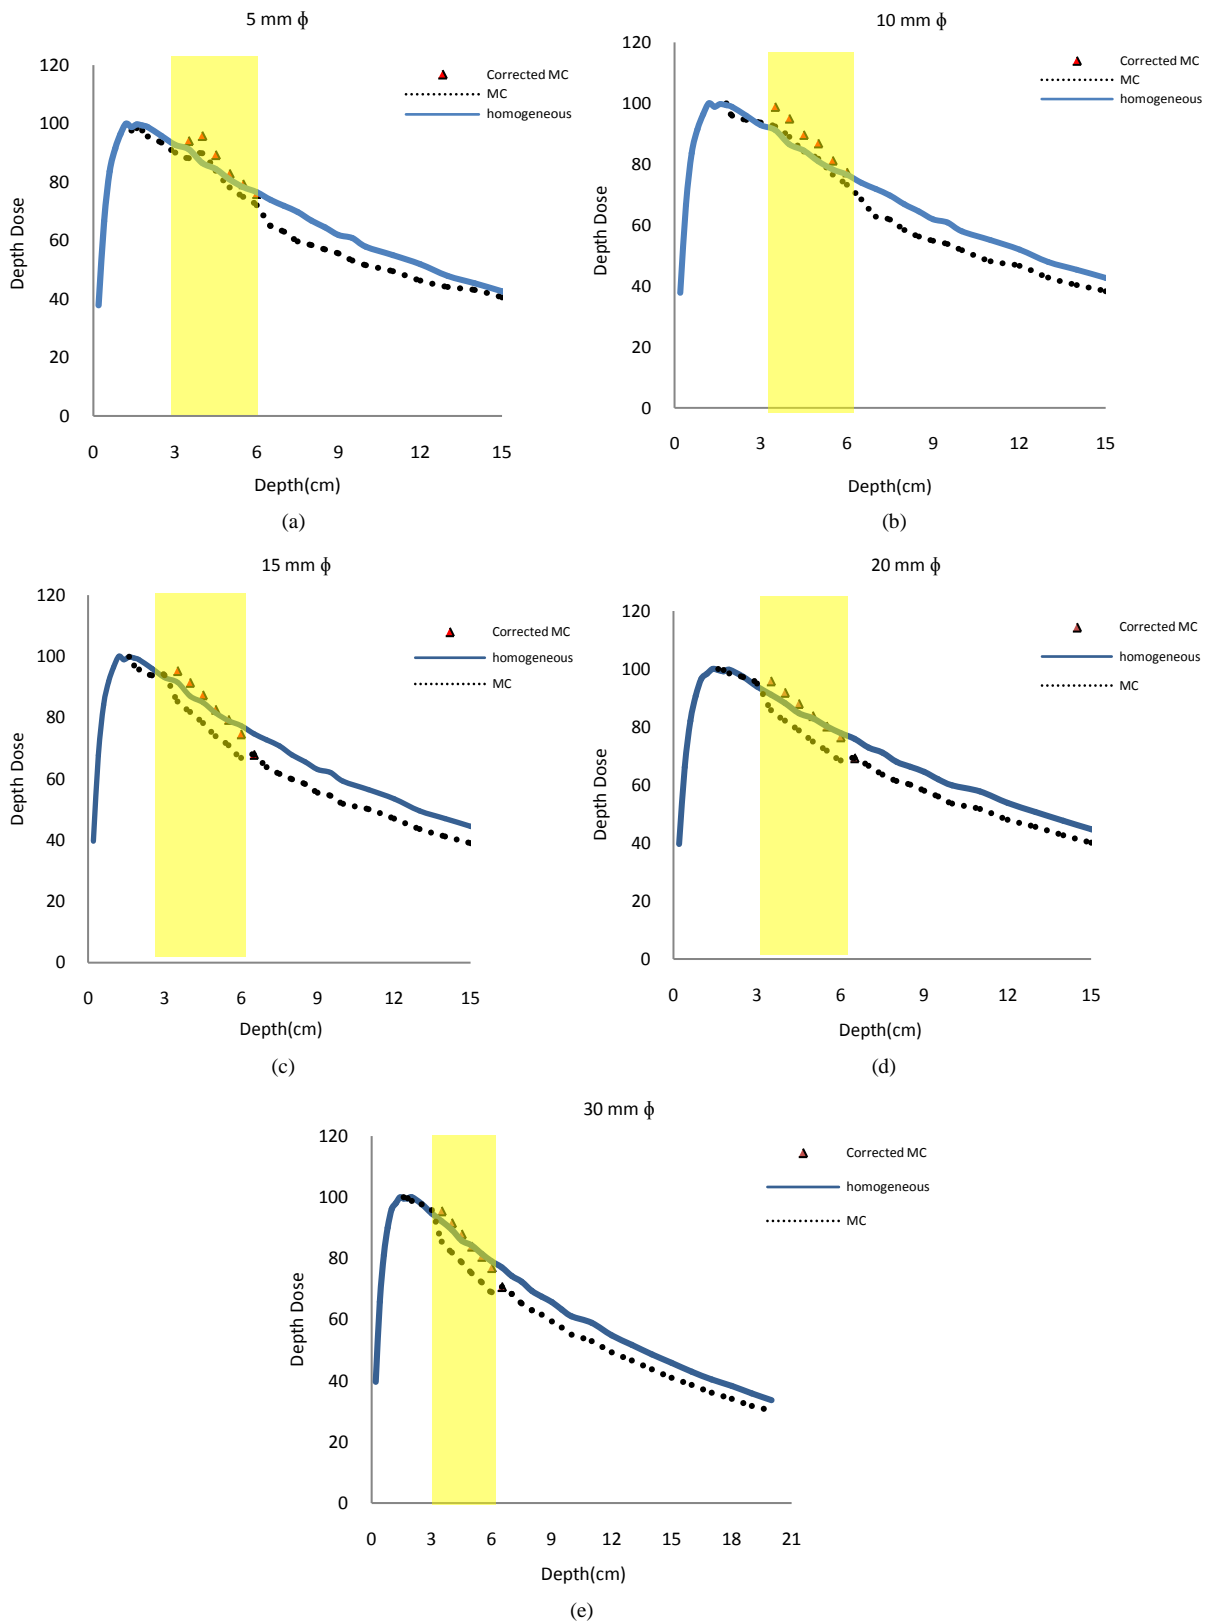 5 mm ϕ
120
100
80
60
40
20
0
Depth Dose
0 3 6 9 12 15
Depth(cm)
Corrected MC
MC
homogeneous
(a)
10 mm ϕ
120
100
80
60
40
20
0
Depth Dose
0 3 6 9 12 15
Depth(cm)
Corrected MC
MC
homogeneous
(b)
15 mm ϕ
120
100
80
60
40
20
0
Depth Dose
0 3 6 9 12 15
Depth(cm)
Corrected MC
homogeneous
MC
(c)
20 mm ϕ
120
100
80
60
40
20
0
Depth Dose
0 3 6 9 12 15
Depth(cm)
Corrected MC
homogeneous
MC
(d)
30 mm ϕ
120
100
80
60
40
20
0
Depth Dose
0 3 6 9 12 15 18 21
Depth(cm)
Corrected MC
homogeneous
MC
(e)